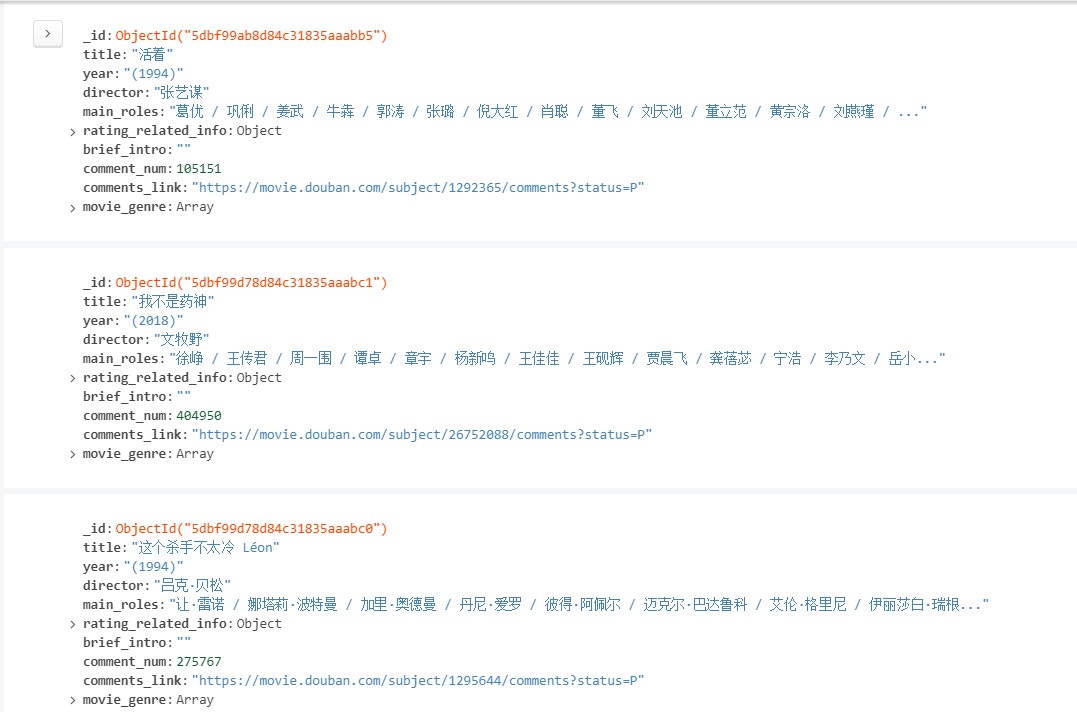 _id: ObjectId("5dbf99ab8d84c31835aaabb5")
title: "活着"
year: "(1994)"
director: "张艺谋"
main_roles: "葛优 / 巩俐 / 姜武 / 牛犇 / 郭涛 / 张璐 / 倪大红 / 肖聪 / 董飞 / 刘天池 / 董立范 / 黄宗洛 / 刘燕瑾 / ..."
rating_related_info: Object
brief_intro: ""
comment_num: 105151
comments_link: "https://movie.douban.com/subject/1292365/comments?status=P"
movie_genre: Array
_id: ObjectId("5dbf99d78d84c31835aaabc1")
title: "我不是药神"
year: "(2018)"
director: "文牧野"
main_roles: "徐峥 / 王传君 / 周一围 / 谭卓 / 章宇 / 杨新鸣 / 王佳佳 / 王砚辉 / 贾晨飞 / 龚蓓苾 / 宁浩 / 李乃文 / 岳小..."
rating_related_info: Object
brief_intro: ""
comment_num: 404950
comments_link: "https://movie.douban.com/subject/26752088/comments?status=P"
movie_genre: Array
_id: ObjectId("5dbf99d78d84c31835aaabc0")
title: "这个杀手不太冷 Léon"
year: "(1994)"
director: "吕克·贝松"
main_roles: "让·雷诺 / 娜塔莉·波特曼 / 加里·奥德曼 / 丹尼·爱罗 / 彼得·阿佩尔 / 迈克尔·巴达鲁科 / 艾伦·格里尼 / 伊丽莎白·瑞根..."
rating_related_info: Object
brief_intro: ""
comment_num: 275767
comments_link: "https://movie.douban.com/subject/1295644/comments?status=P"
movie_genre: Array